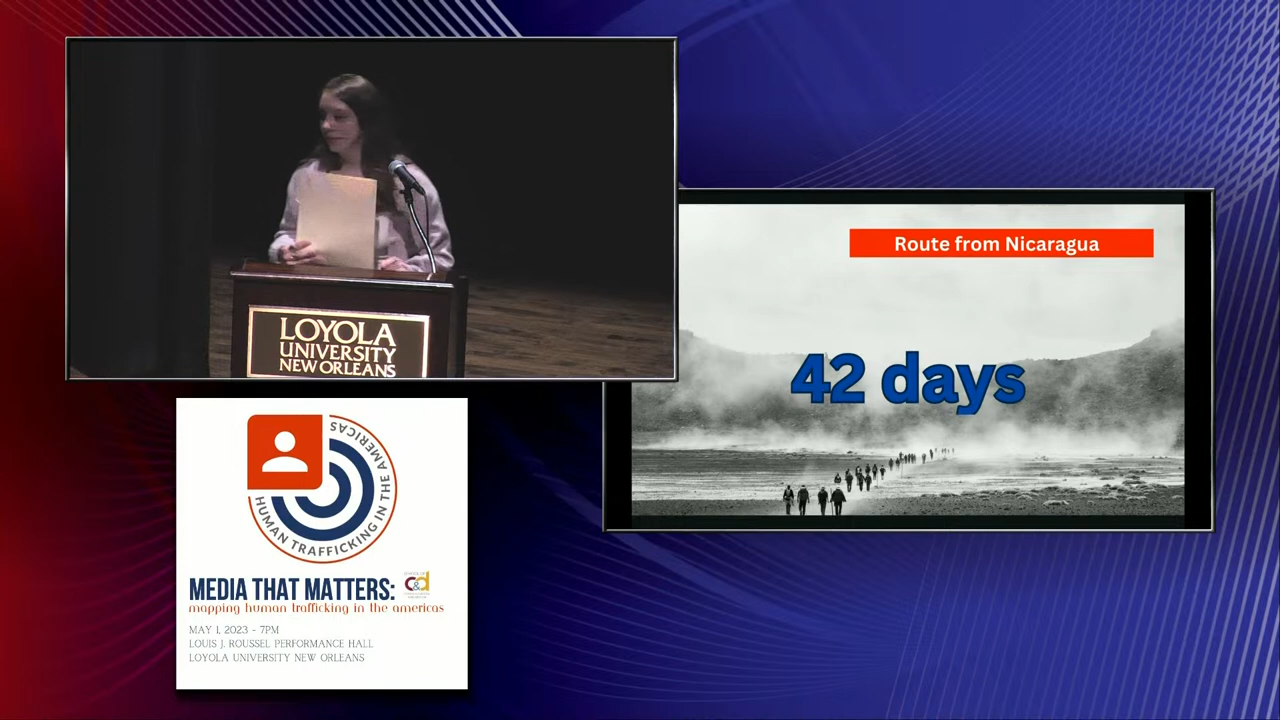 LOYOLA
UNIVERSITY
NEW ORLEANS
Route from Nicaragua
42 days
HUMAN TRAFFICKING IN THE AMERICAS
MEDIA THAT MATTERS:
c&d
mapping human trafficking in the americas
MAY 1, 2023 - 7PM
LOUIS J. ROUSSEL PERFORMANCE HALL
LOYOLA UNIVERSITY NEW ORLEANS